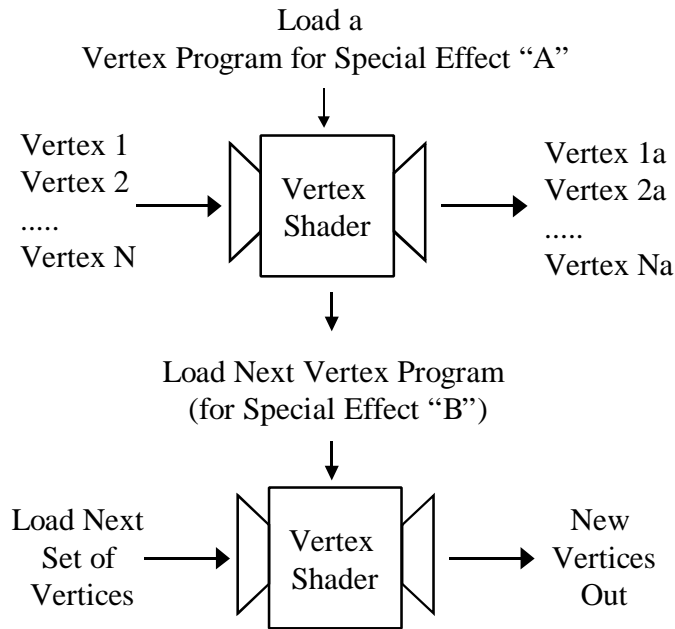 Load a
Vertex Program for Special Effect “A”
Vertex 1
Vertex 2
.....
Vertex N
Vertex
Shader
Vertex 1a
Vertex 2a
.....
Vertex Na
Load Next Vertex Program
(for Special Effect “B”)
Load Next
Set of
Vertices
Vertex
Shader
New
Vertices
Out